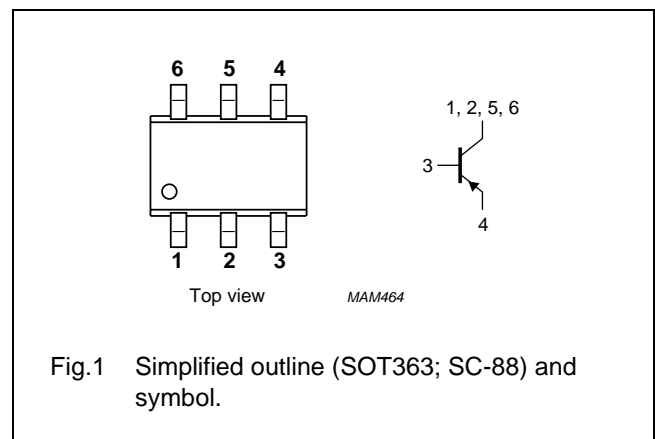 6 5 4
1, 2, 5, 6
3
4
1 2 3
Top view MAM464
Fig.1 Simplified outline (SOT363; SC-88) and
symbol.